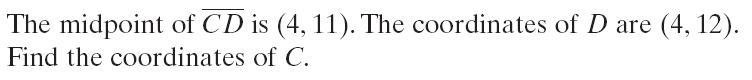 The midpoint of CD is (4, 11). The coordinates of D are (4, 12).
Find the coordinates of C.